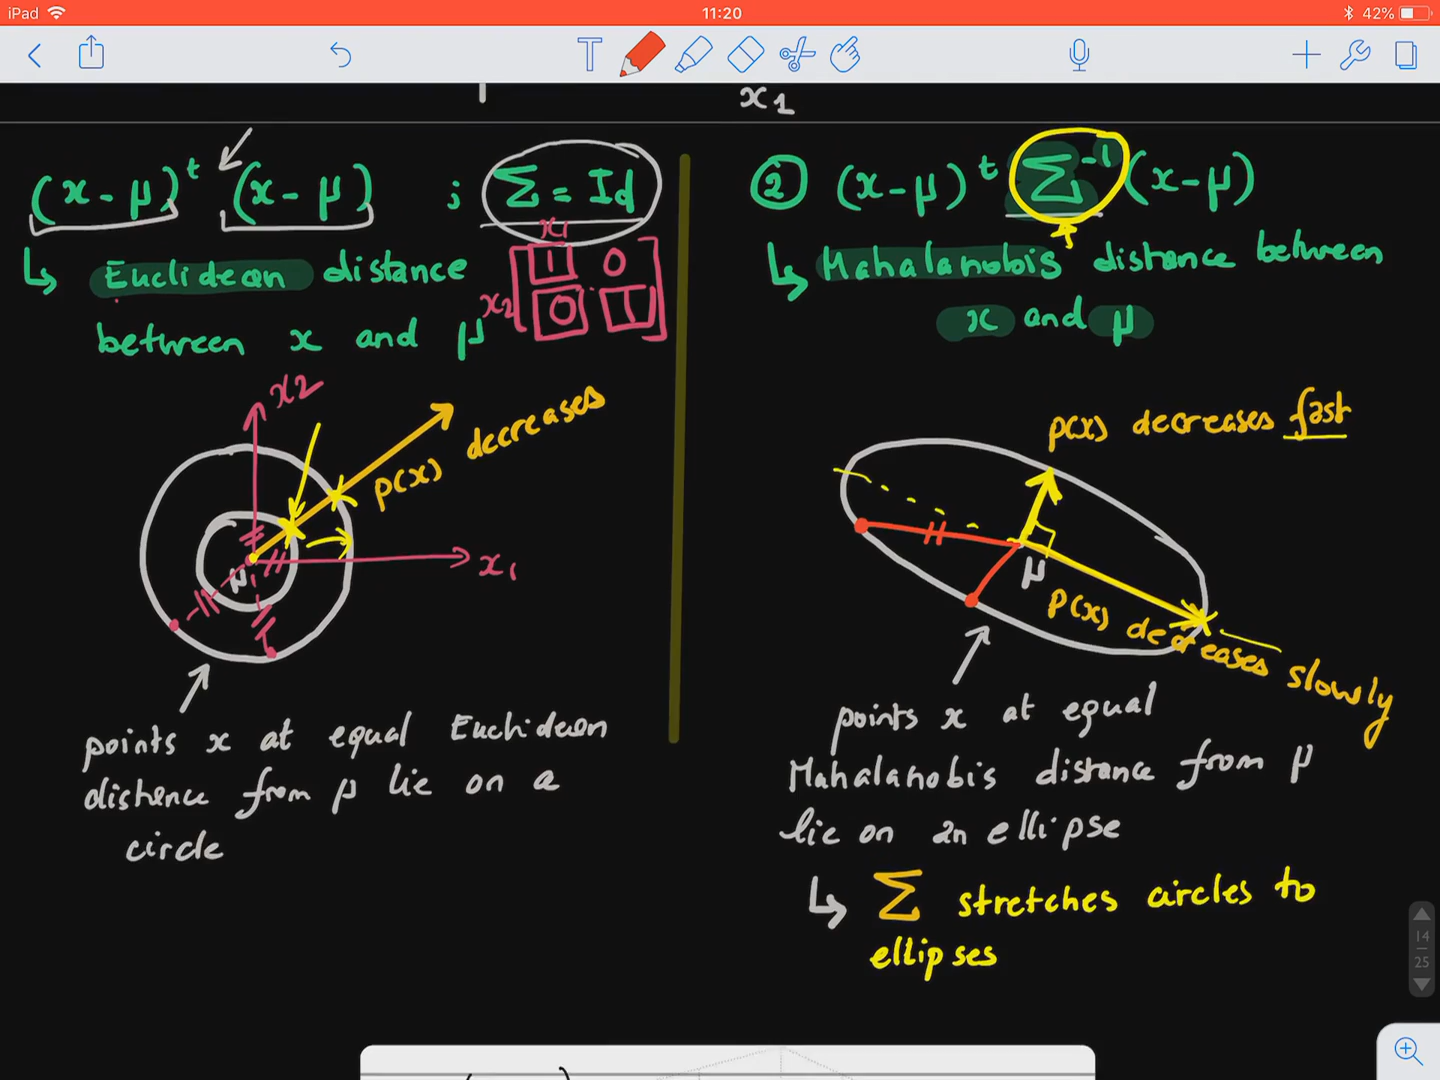 iPad 11:20 42%
T
x1
(x-μ)ᵗ (x-μ) ; Σ = Id
↳ Euclidean distance
between x and μ
x1
x2 [1 0
0 1]
x2
p(x) decreases
x1
μ
points x at equal Euclidean
distance from μ lie on a
circle
② (x-μ)ᵗ Σ⁻¹ (x-μ)
↳ Mahalanobis distance between
x and μ
p(x) decreases fast
μ
p(x) decreases slowly
points x at equal
Mahalanobis distance from μ
lie on an ellipse
↳ Σ stretches circles to
ellipses
14
25